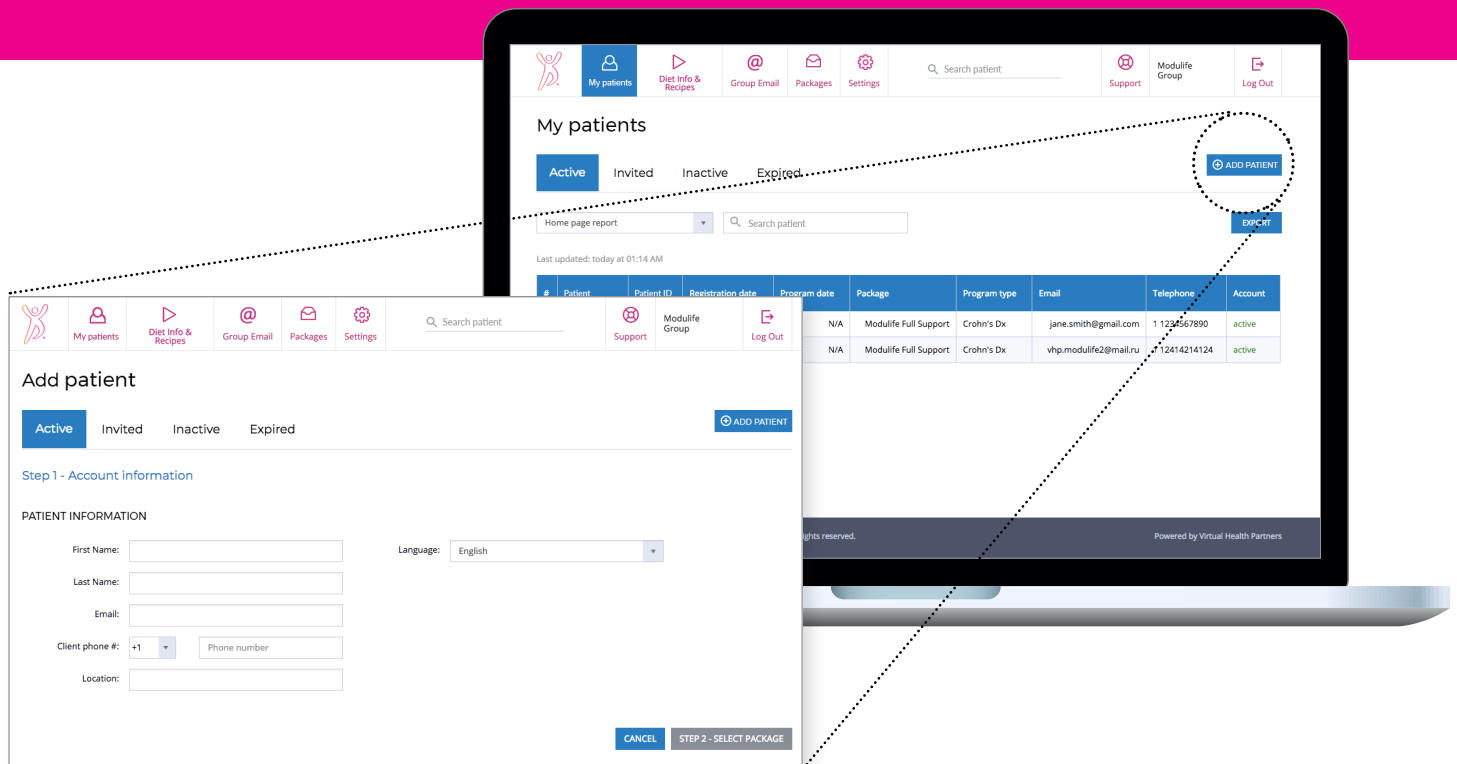 My patients
Diet Info &
Recipes
Group Email
Packages
Settings
Search patient
Support
Modulife
Group
Log Out
My patients
Active Invited Inactive Expired
ADD PATIENT
Home page report
Search patient
EXPORT
Last updated: today at 01:14 AM
# Patient Patient ID Registration date Program date Package Program type Email Telephone Account
N/A Modulife Full Support Crohn's Dx jane.smith@gmail.com 1 1234567890 active
N/A Modulife Full Support Crohn's Dx vhp.modulife2@mail.ru 12414214124 active
rights reserved.
Powered by Virtual Health Partners
My patients
Diet Info &
Recipes
Group Email
Packages
Settings
Search patient
Support
Modulife
Group
Log Out
Add patient
Active Invited Inactive Expired
ADD PATIENT
Step 1 - Account information
PATIENT INFORMATION
First Name:
Language: English
Last Name:
Email:
Client phone #: +1 Phone number
Location:
CANCEL
STEP 2 - SELECT PACKAGE